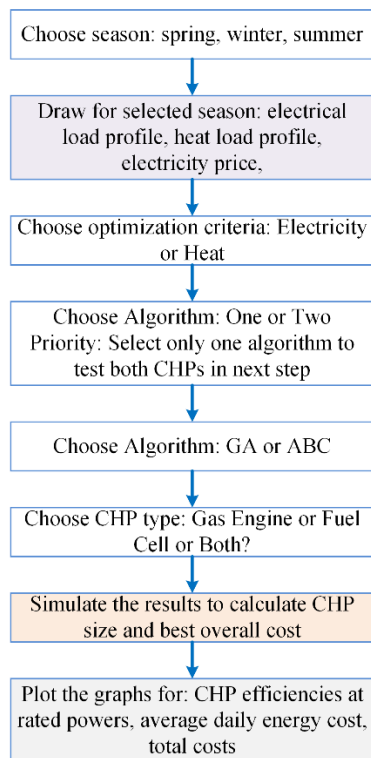 Choose season: spring, winter, summer
Draw for selected season: electrical
load profile, heat load profile,
electricity price,
Choose optimization criteria: Electricity
or Heat
Choose Algorithm: One or Two
Priority: Select only one algorithm to
test both CHPs in next step
Choose Algorithm: GA or ABC
Choose CHP type: Gas Engine or Fuel
Cell or Both?
Simulate the results to calculate CHP
size and best overall cost
Plot the graphs for: CHP efficiencies at
rated powers, average daily energy cost,
total costs